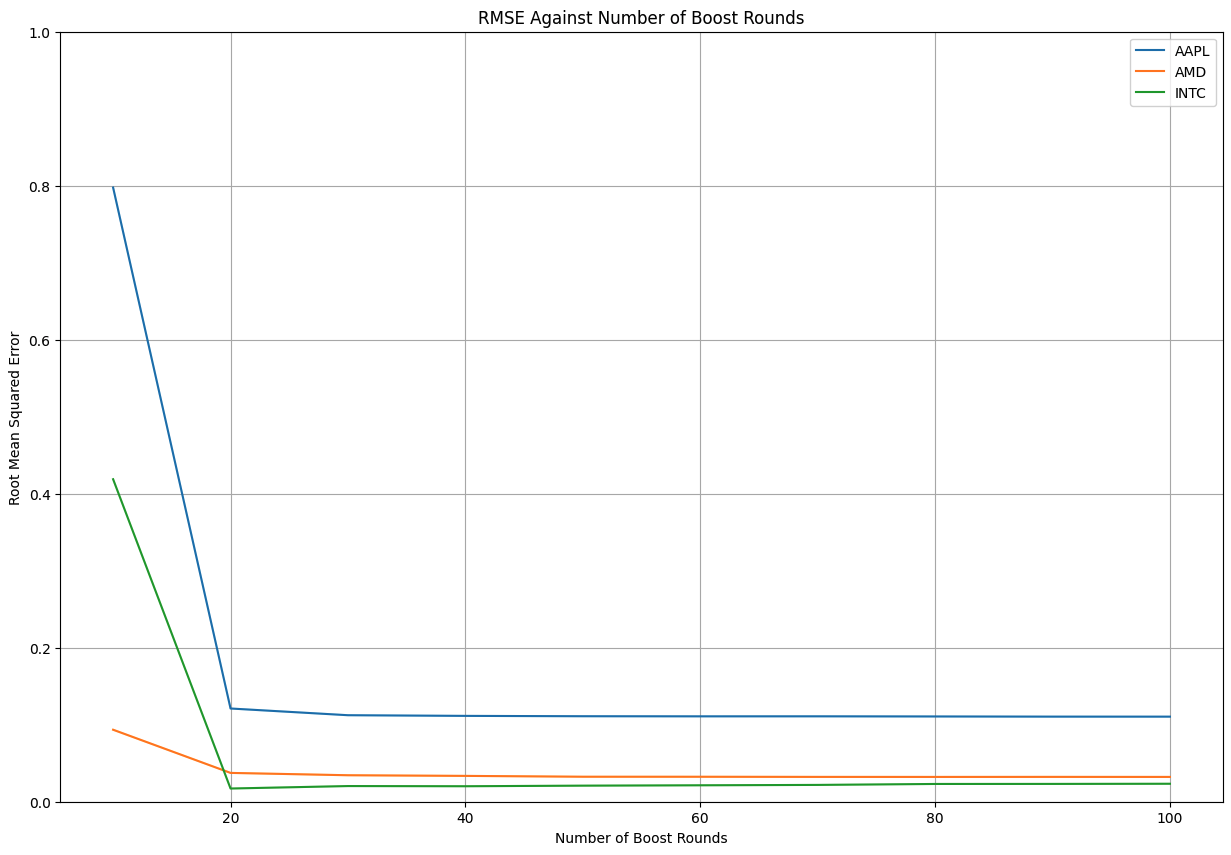 RMSE Against Number of Boost Rounds
AAPL
AMD
INTC
Root Mean Squared Error
1.0
0.8
0.6
0.4
0.2
0.0
20
40
60
80
100
Number of Boost Rounds